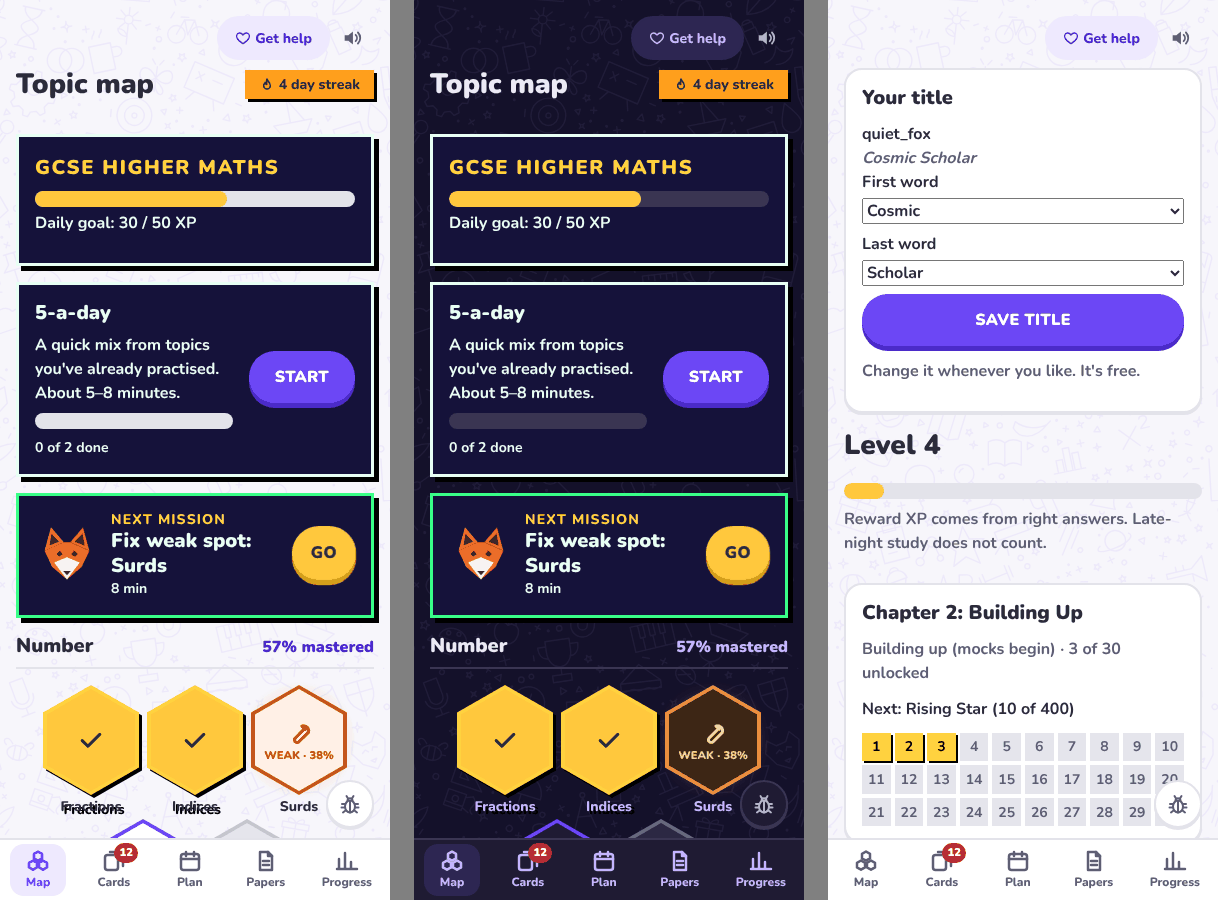 Get help
Topic map
4 day streak
GCSE HIGHER MATHS
Daily goal: 30 / 50 XP
5-a-day
A quick mix from topics
you've already practised.
About 5–8 minutes.
START
0 of 2 done
NEXT MISSION
Fix weak spot:
Surds
8 min
GO
Number
57% mastered
WEAK · 38%
Fractions
Indices
Surds
12
Map
Cards
Plan
Papers
Progress
Get help
Topic map
4 day streak
GCSE HIGHER MATHS
Daily goal: 30 / 50 XP
5-a-day
A quick mix from topics
you've already practised.
About 5–8 minutes.
START
0 of 2 done
NEXT MISSION
Fix weak spot:
Surds
8 min
GO
Number
57% mastered
WEAK · 38%
Fractions
Indices
Surds
12
Map
Cards
Plan
Papers
Progress
Get help
Your title
quiet_fox
Cosmic Scholar
First word
Cosmic
Last word
Scholar
SAVE TITLE
Change it whenever you like. It's free.
Level 4
Reward XP comes from right answers. Late-
night study does not count.
Chapter 2: Building Up
Building up (mocks begin) · 3 of 30
unlocked
Next: Rising Star (10 of 400)
1 2 3 4 5 6 7 8 9 10
11 12 13 14 15 16 17 18 19 20
21 22 23 24 25 26 27 28 29
12
Map
Cards
Plan
Papers
Progress